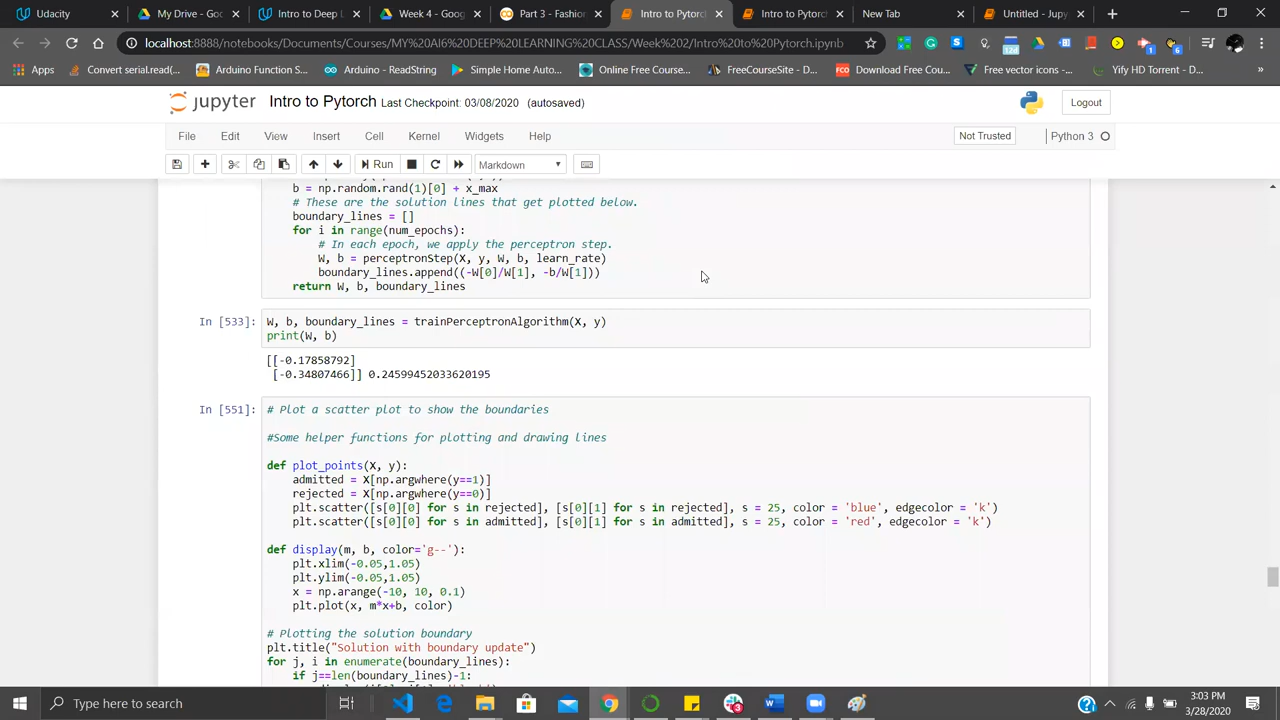 Udacity
My Drive - Goo
Intro to Deep L
Week 4 - Goog
Part 3 - Fashion
Intro to Pytorch
Intro to Pytorch
New Tab
Untitled - Jupy
localhost:8888/notebooks/Documents/Courses/MY%20AI6%20DEEP%20LEARNING%20CLASS/Week%202/Intro%20to%20Pytorch.ipynb
Apps
Convert serial.read(...
Arduino Function S...
Arduino - ReadString
Simple Home Auto...
Online Free Course...
FreeCourseSite - D...
Download Free Cou...
Free vector icons -...
Yify HD Torrent - D...
jupyter Intro to Pytorch Last Checkpoint: 03/08/2020 (autosaved)
Logout
File Edit View Insert Cell Kernel Widgets Help
Not Trusted
Python 3
Run
Markdown
b = np.random.rand(1)[0] + x_max
# These are the solution lines that get plotted below.
boundary_lines = []
for i in range(num_epochs):
# In each epoch, we apply the perceptron step.
W, b = perceptronStep(X, y, W, b, learn_rate)
boundary_lines.append((-W[0]/W[1], -b/W[1]))
return W, b, boundary_lines
In [533]: W, b, boundary_lines = trainPerceptronAlgorithm(X, y)
print(W, b)
[[-0.17858792]
[-0.34807466]] 0.24599452033620195
In [551]: # Plot a scatter plot to show the boundaries
#Some helper functions for plotting and drawing lines
def plot_points(X, y):
admitted = X[np.argwhere(y==1)]
rejected = X[np.argwhere(y==0)]
plt.scatter([s[0][0] for s in rejected], [s[0][1] for s in rejected], s = 25, color = 'blue', edgecolor = 'k')
plt.scatter([s[0][0] for s in admitted], [s[0][1] for s in admitted], s = 25, color = 'red', edgecolor = 'k')
def display(m, b, color='g--'):
plt.xlim(-0.05,1.05)
plt.ylim(-0.05,1.05)
x = np.arange(-10, 10, 0.1)
plt.plot(x, m*x+b, color)
# Plotting the solution boundary
plt.title("Solution with boundary update")
for j, i in enumerate(boundary_lines):
if j==len(boundary_lines)-1:
Type here to search
3:03 PM
3/28/2020